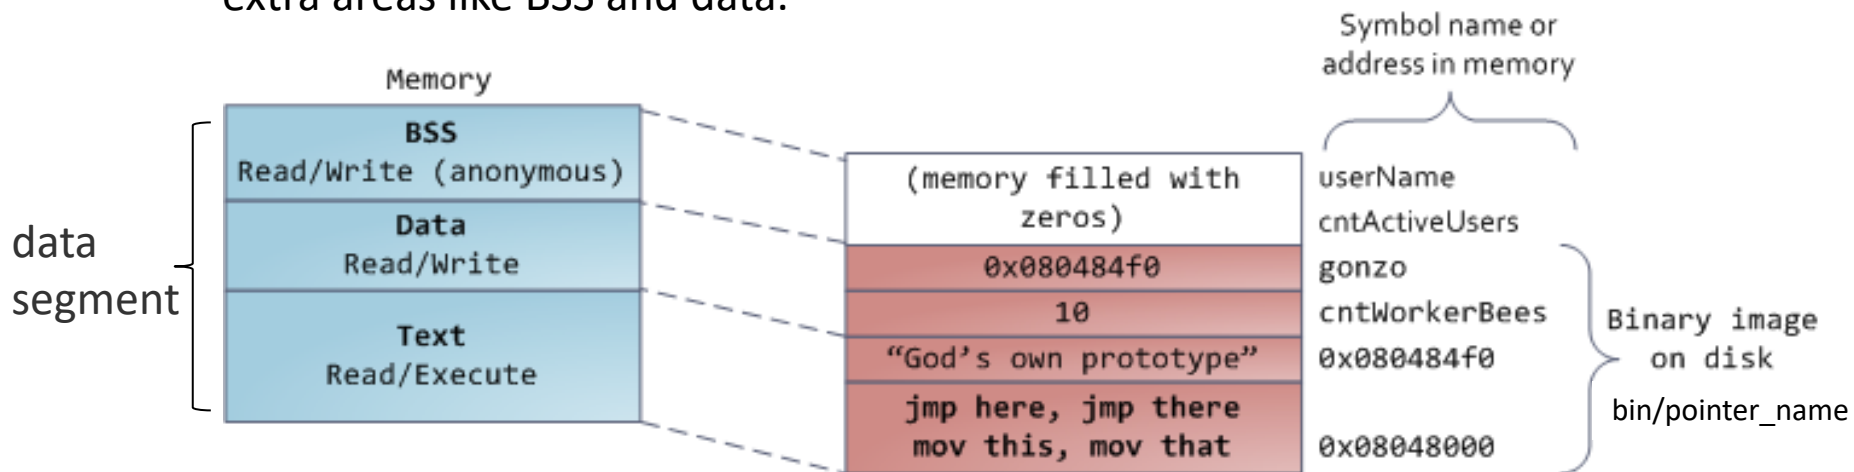 extra areas like BSS and data.
Symbol name or
address in memory
Memory
BSS
Read/Write (anonymous)
Data
Read/Write
Text
Read/Execute
data
segment
(memory filled with
zeros)
0x080484f0
10
“God’s own prototype”
jmp here, jmp there
mov this, mov that
userName
cntActiveUsers
gonzo
cntWorkerBees
0x080484f0
0x08048000
Binary image
on disk
bin/pointer_name